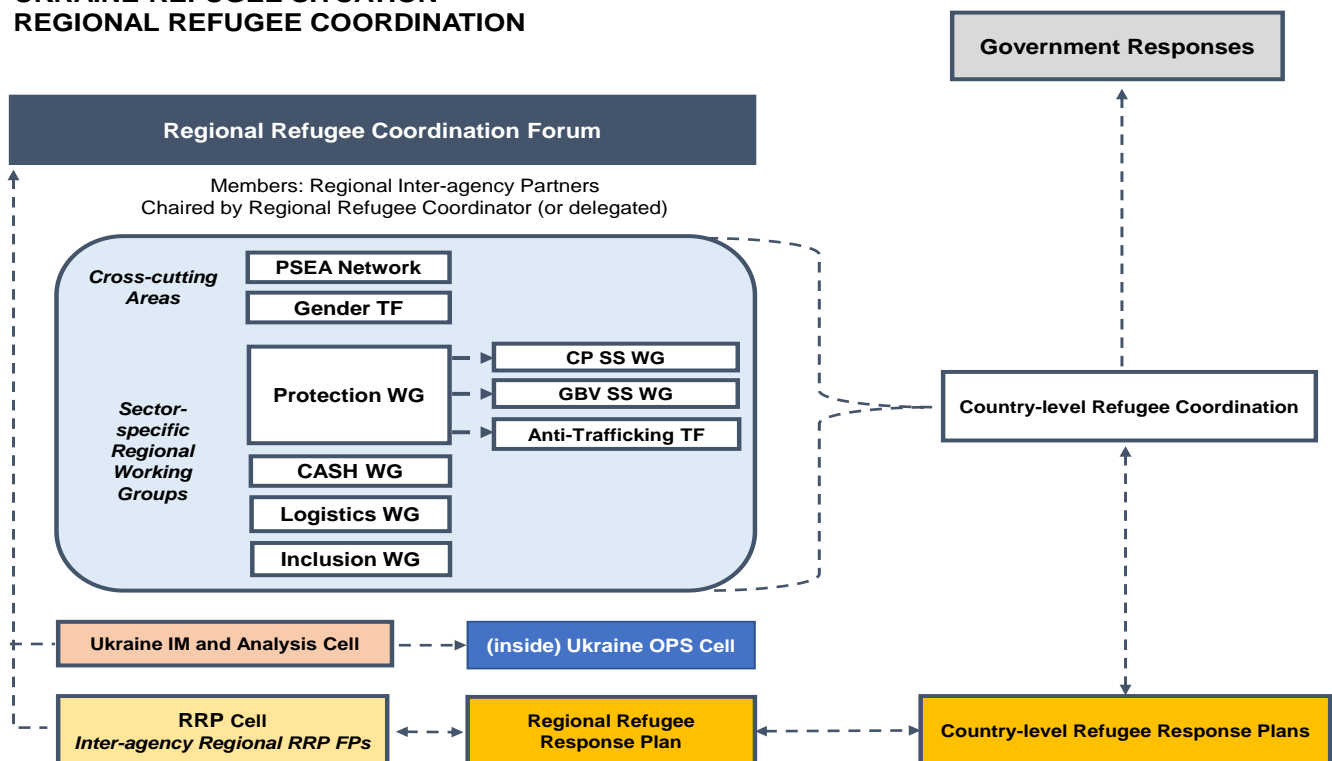 UKRAINE REFUGEE SITUATION
REGIONAL REFUGEE COORDINATION
Government Responses
Regional Refugee Coordination Forum
Members: Regional Inter-agency Partners
Chaired by Regional Refugee Coordinator (or delegated)
Cross-cutting
Areas
PSEA Network
Gender TF
Sector-
specific
Regional
Working
Groups
Protection WG
CP SS WG
GBV SS WG
Anti-Trafficking TF
CASH WG
Logistics WG
Inclusion WG
Country-level Refugee Coordination
Ukraine IM and Analysis Cell
(inside) Ukraine OPS Cell
RRP Cell
Inter-agency Regional RRP FPs
Regional Refugee
Response Plan
Country-level Refugee Response Plans